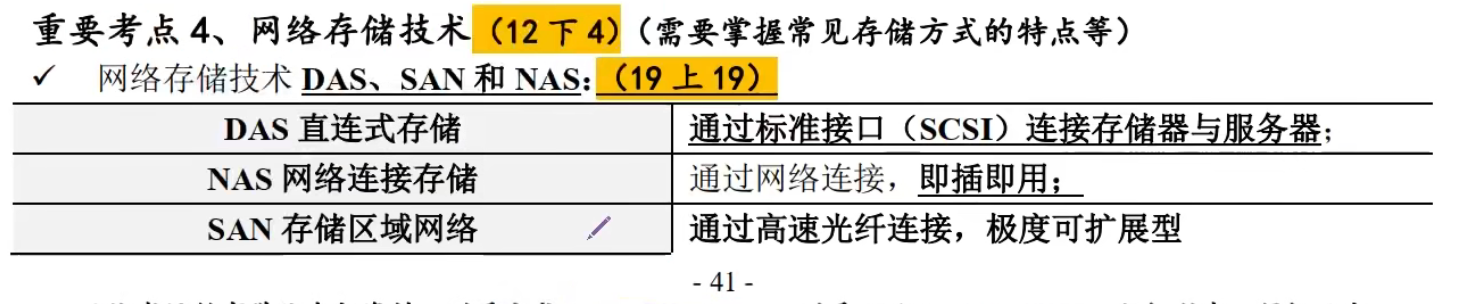 重要考点 4、网络存储技术（12 下 4）（需要掌握常见存储方式的特点等）
✓ 网络存储技术 DAS、SAN 和 NAS:（19 上 19）
DAS 直连式存储 通过标准接口（SCSI）连接存储器与服务器;
NAS 网络连接存储 通过网络连接，即插即用；
SAN 存储区域网络 通过高速光纤连接，极度可扩展型
- 41 -